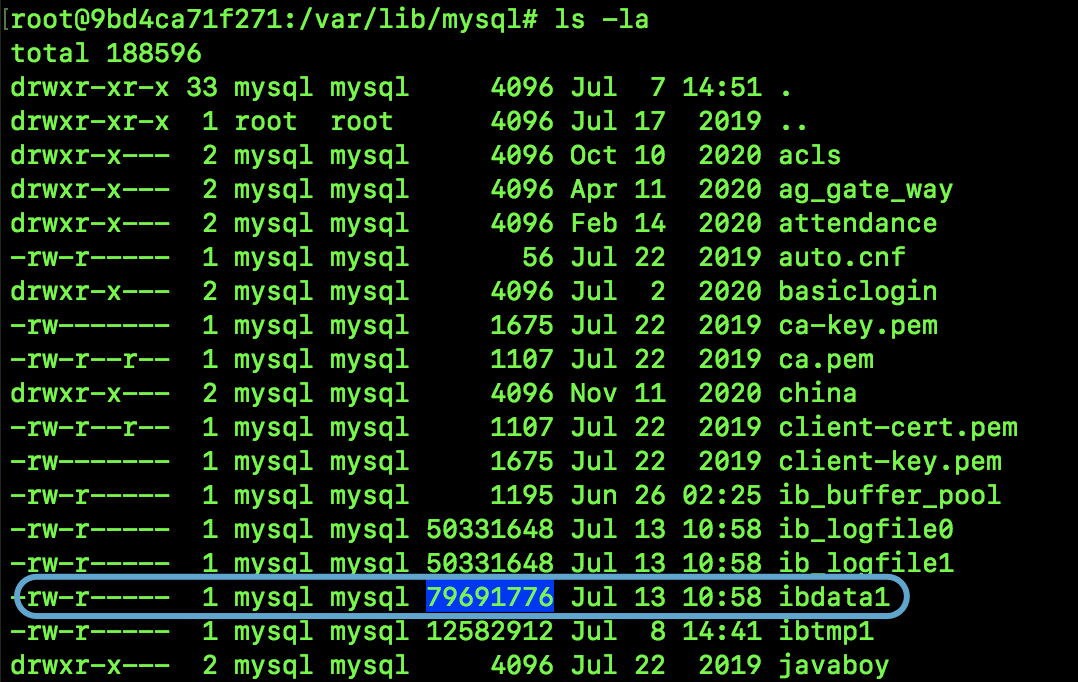 [root@9bd4ca71f271:/var/lib/mysql# ls -la
total 188596
drwxr-xr-x 33 mysql mysql     4096 Jul  7 14:51 .
drwxr-xr-x  1 root  root      4096 Jul 17  2019 ..
drwxr-x---  2 mysql mysql     4096 Oct 10  2020 acls
drwxr-x---  2 mysql mysql     4096 Apr 11  2020 ag_gate_way
drwxr-x---  2 mysql mysql     4096 Feb 14  2020 attendance
-rw-r-----  1 mysql mysql       56 Jul 22  2019 auto.cnf
drwxr-x---  2 mysql mysql     4096 Jul  2  2020 basiclogin
-rw-------  1 mysql mysql     1675 Jul 22  2019 ca-key.pem
-rw-r--r--  1 mysql mysql     1107 Jul 22  2019 ca.pem
drwxr-x---  2 mysql mysql     4096 Nov 11  2020 china
-rw-r--r--  1 mysql mysql     1107 Jul 22  2019 client-cert.pem
-rw-------  1 mysql mysql     1675 Jul 22  2019 client-key.pem
-rw-r-----  1 mysql mysql     1195 Jun 26 02:25 ib_buffer_pool
-rw-r-----  1 mysql mysql 50331648 Jul 13 10:58 ib_logfile0
-rw-r-----  1 mysql mysql 50331648 Jul 13 10:58 ib_logfile1
-rw-r-----  1 mysql mysql 79691776 Jul 13 10:58 ibdata1
-rw-r-----  1 mysql mysql 12582912 Jul  8 14:41 ibtmp1
drwxr-x---  2 mysql mysql     4096 Jul 22  2019 javaboy